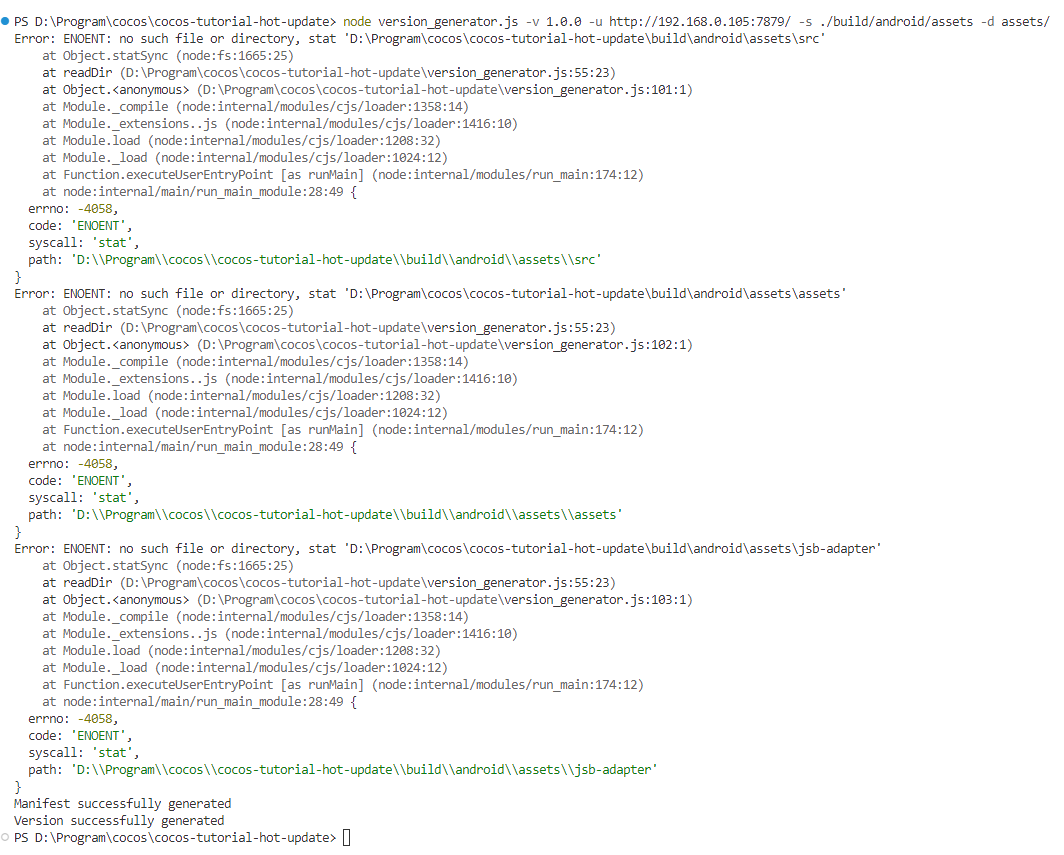 PS D:\Program\cocos\cocos-tutorial-hot-update> node version_generator.js -v 1.0.0 -u http://192.168.0.105:7879/ -s ./build/android/assets -d assets/
Error: ENOENT: no such file or directory, stat 'D:\Program\cocos\cocos-tutorial-hot-update\build\android\assets\src'
    at Object.statSync (node:fs:1665:25)
    at readDir (D:\Program\cocos\cocos-tutorial-hot-update\version_generator.js:55:23)
    at Object.<anonymous> (D:\Program\cocos\cocos-tutorial-hot-update\version_generator.js:101:1)
    at Module._compile (node:internal/modules/cjs/loader:1358:14)
    at Module._extensions..js (node:internal/modules/cjs/loader:1416:10)
    at Module.load (node:internal/modules/cjs/loader:1208:32)
    at Module._load (node:internal/modules/cjs/loader:1024:12)
    at Function.executeUserEntryPoint [as runMain] (node:internal/modules/run_main:174:12)
    at node:internal/main/run_main_module:28:49 {
  errno: -4058,
  code: 'ENOENT',
  syscall: 'stat',
  path: 'D:\\Program\\cocos\\cocos-tutorial-hot-update\\build\\android\\assets\\src'
}
Error: ENOENT: no such file or directory, stat 'D:\Program\cocos\cocos-tutorial-hot-update\build\android\assets\assets'
    at Object.statSync (node:fs:1665:25)
    at readDir (D:\Program\cocos\cocos-tutorial-hot-update\version_generator.js:55:23)
    at Object.<anonymous> (D:\Program\cocos\cocos-tutorial-hot-update\version_generator.js:102:1)
    at Module._compile (node:internal/modules/cjs/loader:1358:14)
    at Module._extensions..js (node:internal/modules/cjs/loader:1416:10)
    at Module.load (node:internal/modules/cjs/loader:1208:32)
    at Module._load (node:internal/modules/cjs/loader:1024:12)
    at Function.executeUserEntryPoint [as runMain] (node:internal/modules/run_main:174:12)
    at node:internal/main/run_main_module:28:49 {
  errno: -4058,
  code: 'ENOENT',
  syscall: 'stat',
  path: 'D:\\Program\\cocos\\cocos-tutorial-hot-update\\build\\android\\assets\\assets'
}
Error: ENOENT: no such file or directory, stat 'D:\Program\cocos\cocos-tutorial-hot-update\build\android\assets\jsb-adapter'
    at Object.statSync (node:fs:1665:25)
    at readDir (D:\Program\cocos\cocos-tutorial-hot-update\version_generator.js:55:23)
    at Object.<anonymous> (D:\Program\cocos\cocos-tutorial-hot-update\version_generator.js:103:1)
    at Module._compile (node:internal/modules/cjs/loader:1358:14)
    at Module._extensions..js (node:internal/modules/cjs/loader:1416:10)
    at Module.load (node:internal/modules/cjs/loader:1208:32)
    at Module._load (node:internal/modules/cjs/loader:1024:12)
    at Function.executeUserEntryPoint [as runMain] (node:internal/modules/run_main:174:12)
    at node:internal/main/run_main_module:28:49 {
  errno: -4058,
  code: 'ENOENT',
  syscall: 'stat',
  path: 'D:\\Program\\cocos\\cocos-tutorial-hot-update\\build\\android\\assets\\jsb-adapter'
}
Manifest successfully generated
Version successfully generated
PS D:\Program\cocos\cocos-tutorial-hot-update>